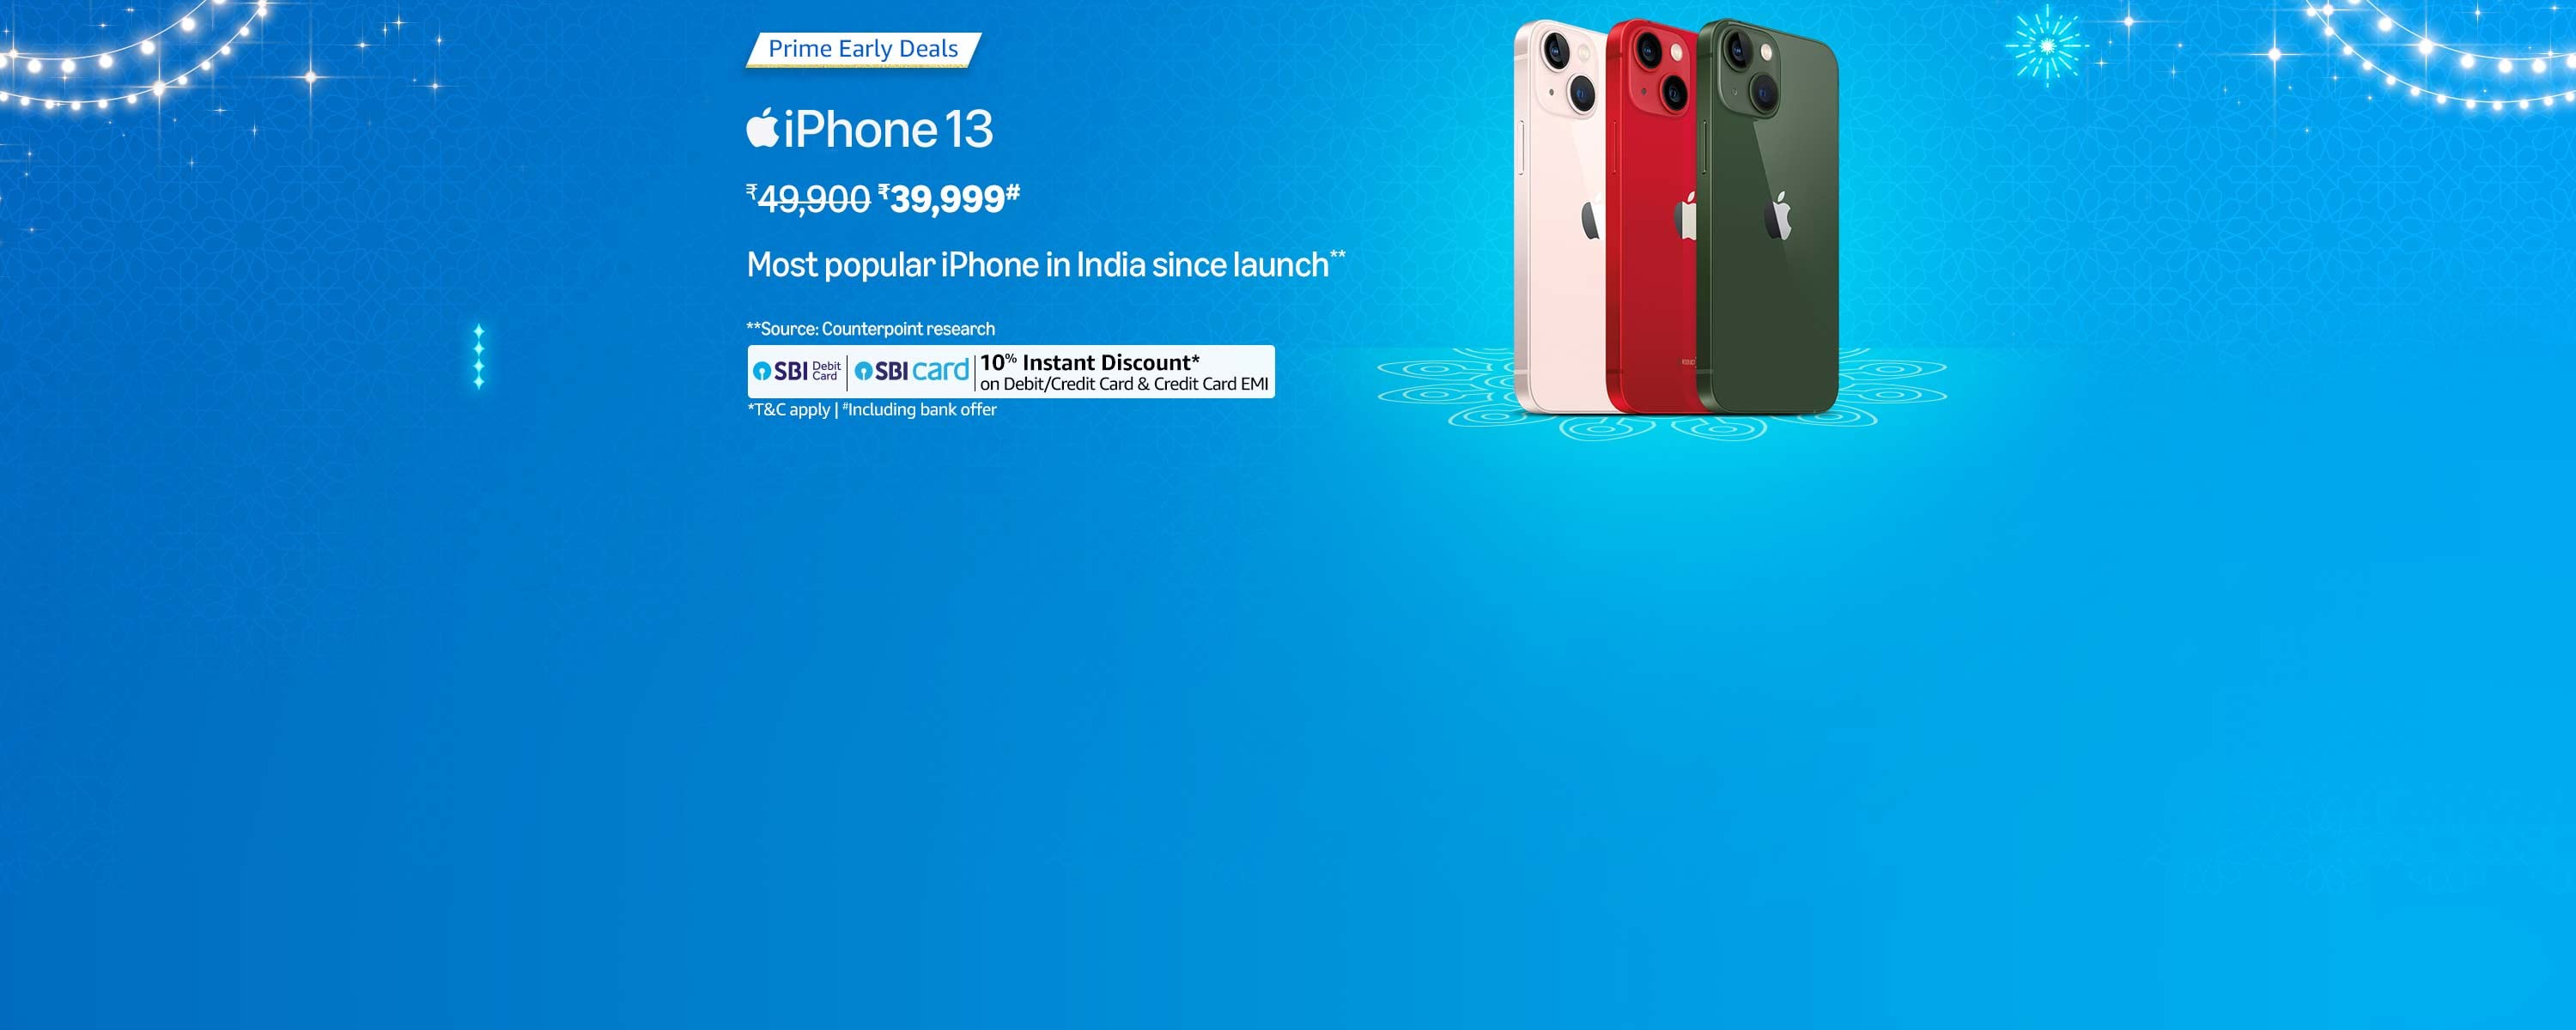 Prime Early Deals
iPhone 13
₹49,900 ₹39,999#
Most popular iPhone in India since launch**
**Source: Counterpoint research
SBI Debit Card | SBI card | 10% Instant Discount*
on Debit/Credit Card & Credit Card EMI
*T&C apply | #Including bank offer